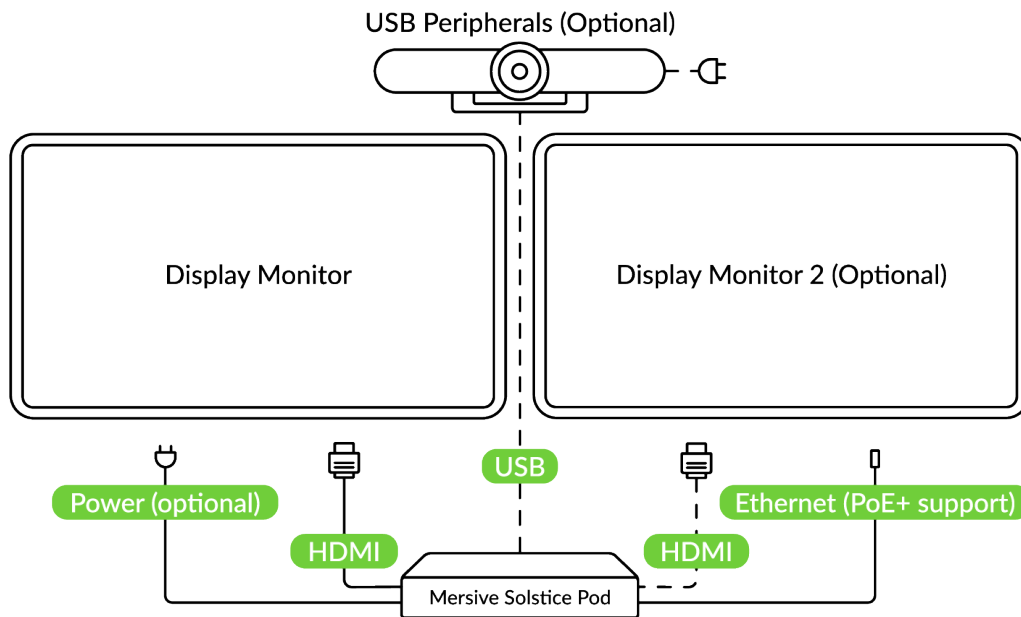 USB Peripherals (Optional)
Display Monitor
Display Monitor 2 (Optional)
USB
Power (optional)
Ethernet (PoE+ support)
HDMI
HDMI
Mersive Solstice Pod